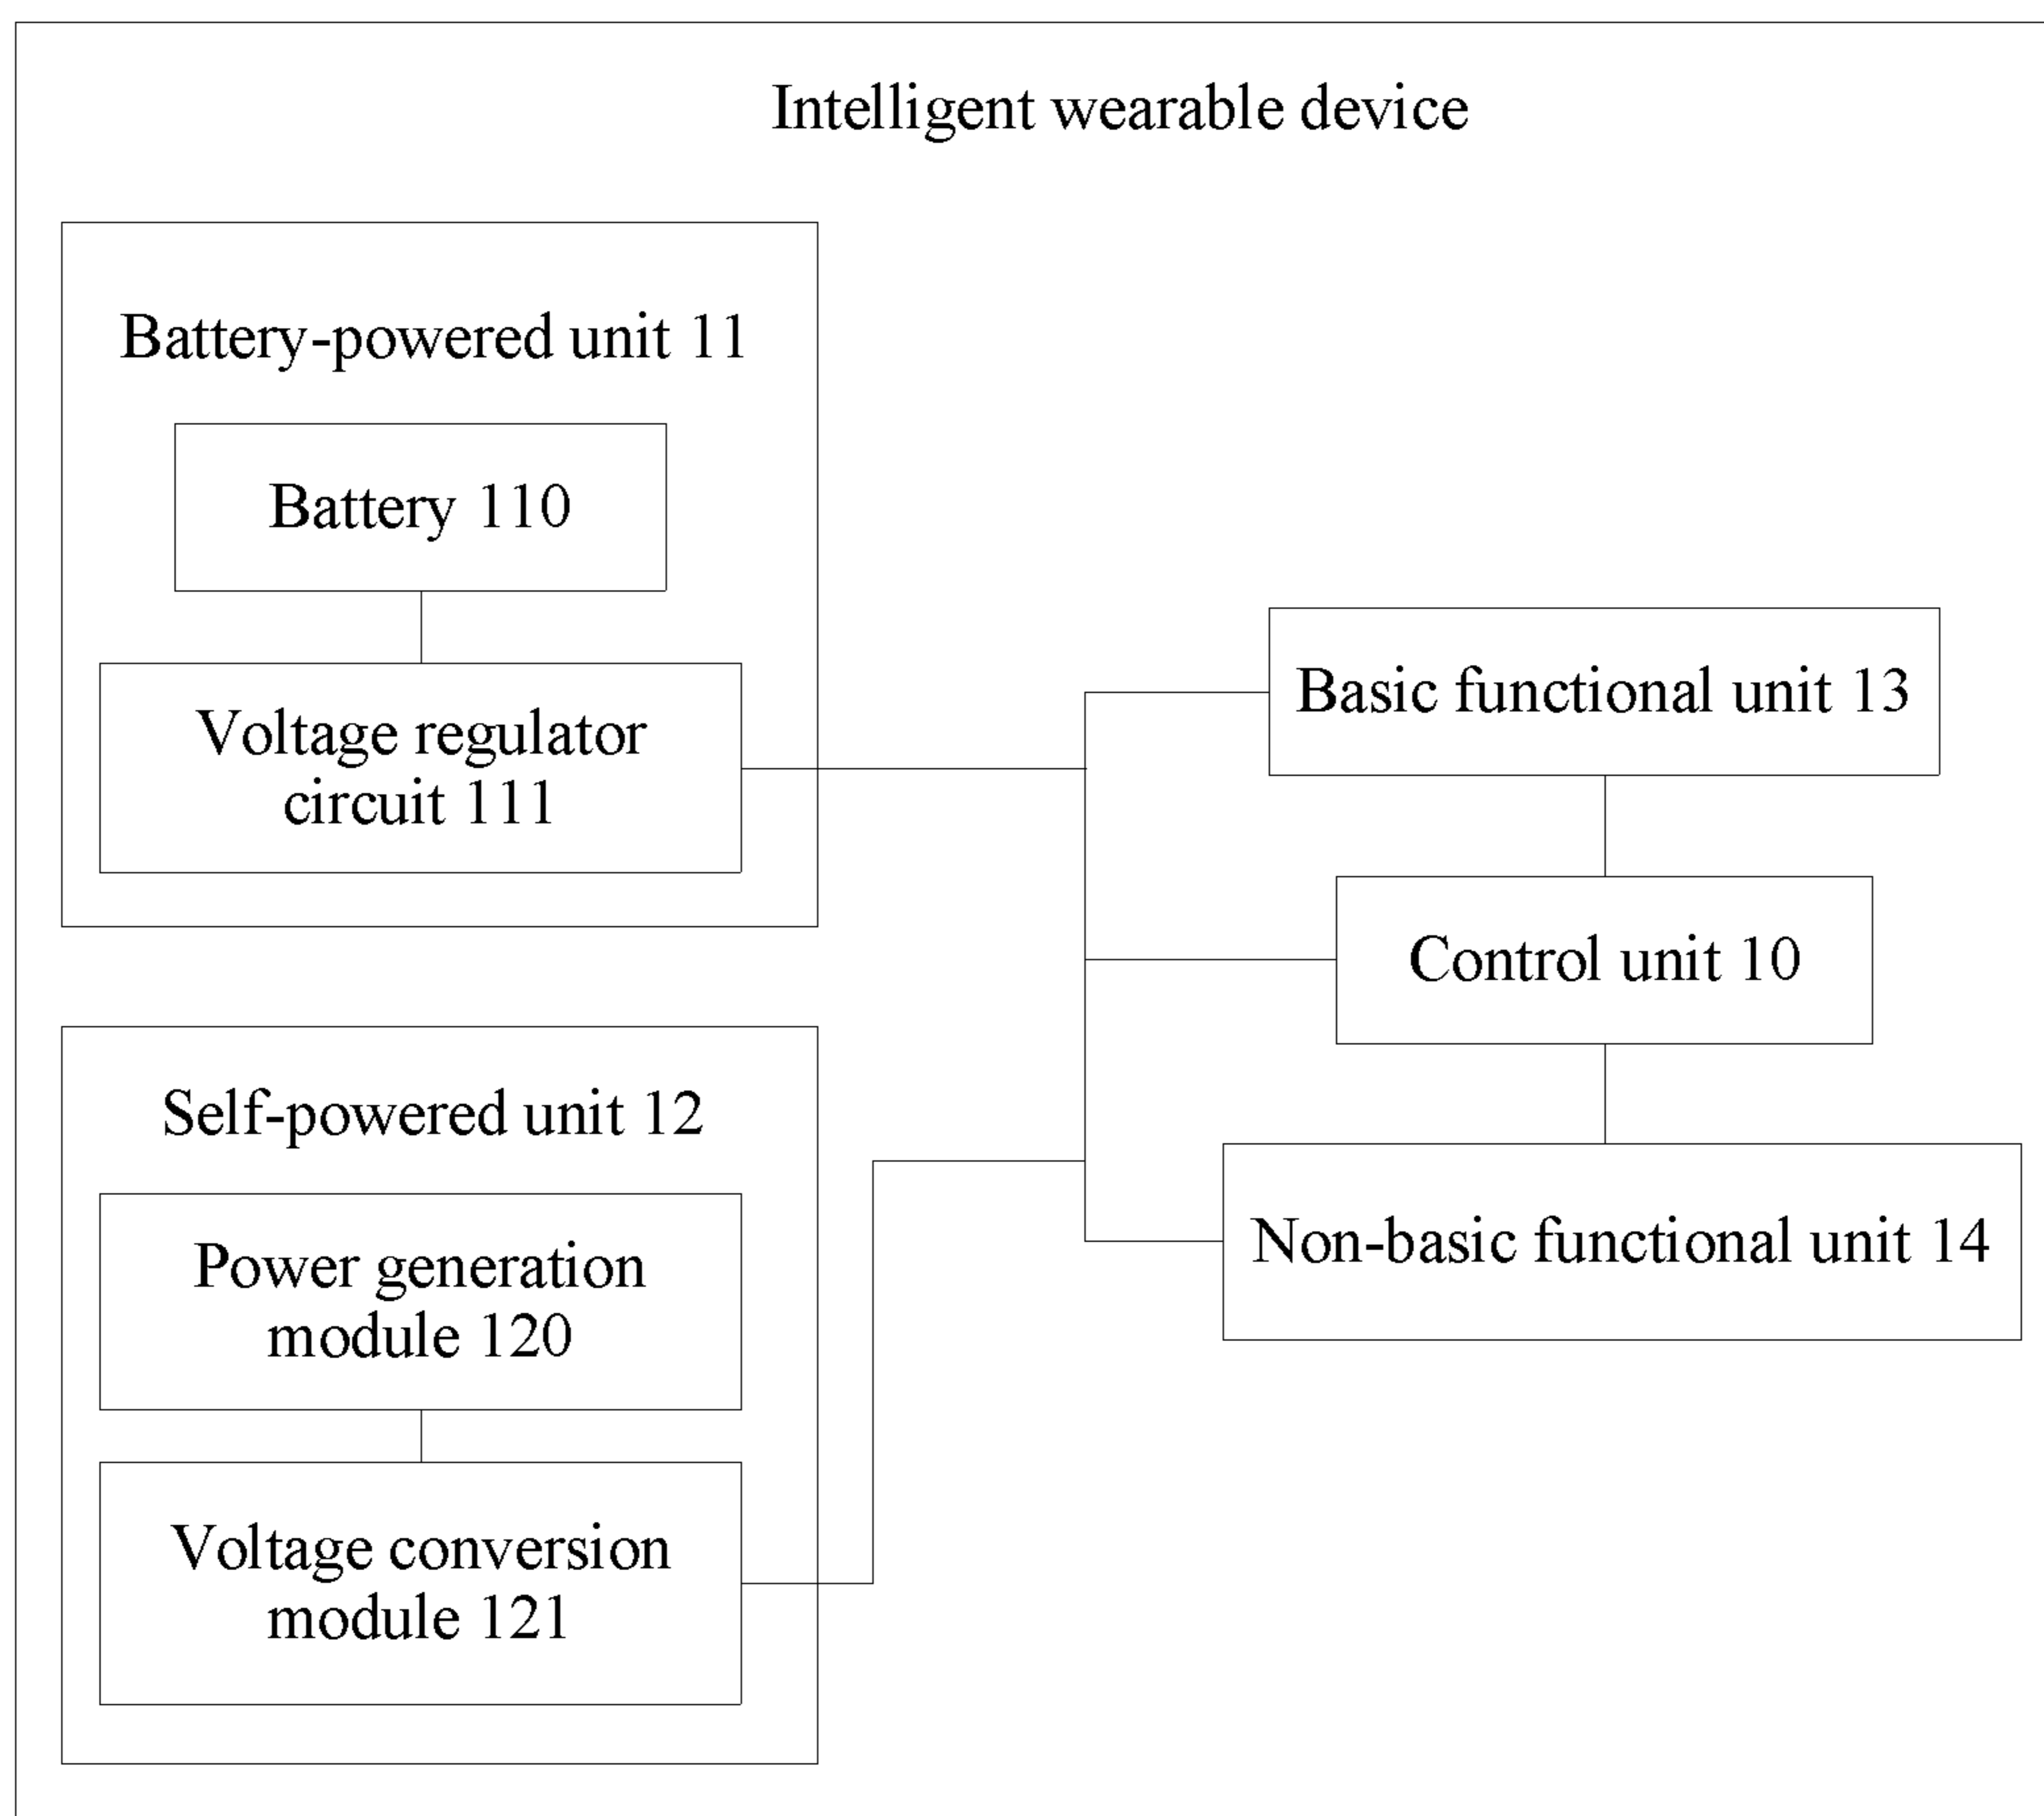 Intelligent wearable device
Battery-powered unit 11
Battery 110
Voltage regulator
circuit 111
Basic functional unit 13
Control unit 10
Non-basic functional unit 14
Self-powered unit 12
Power generation
module 120
Voltage conversion
module 121